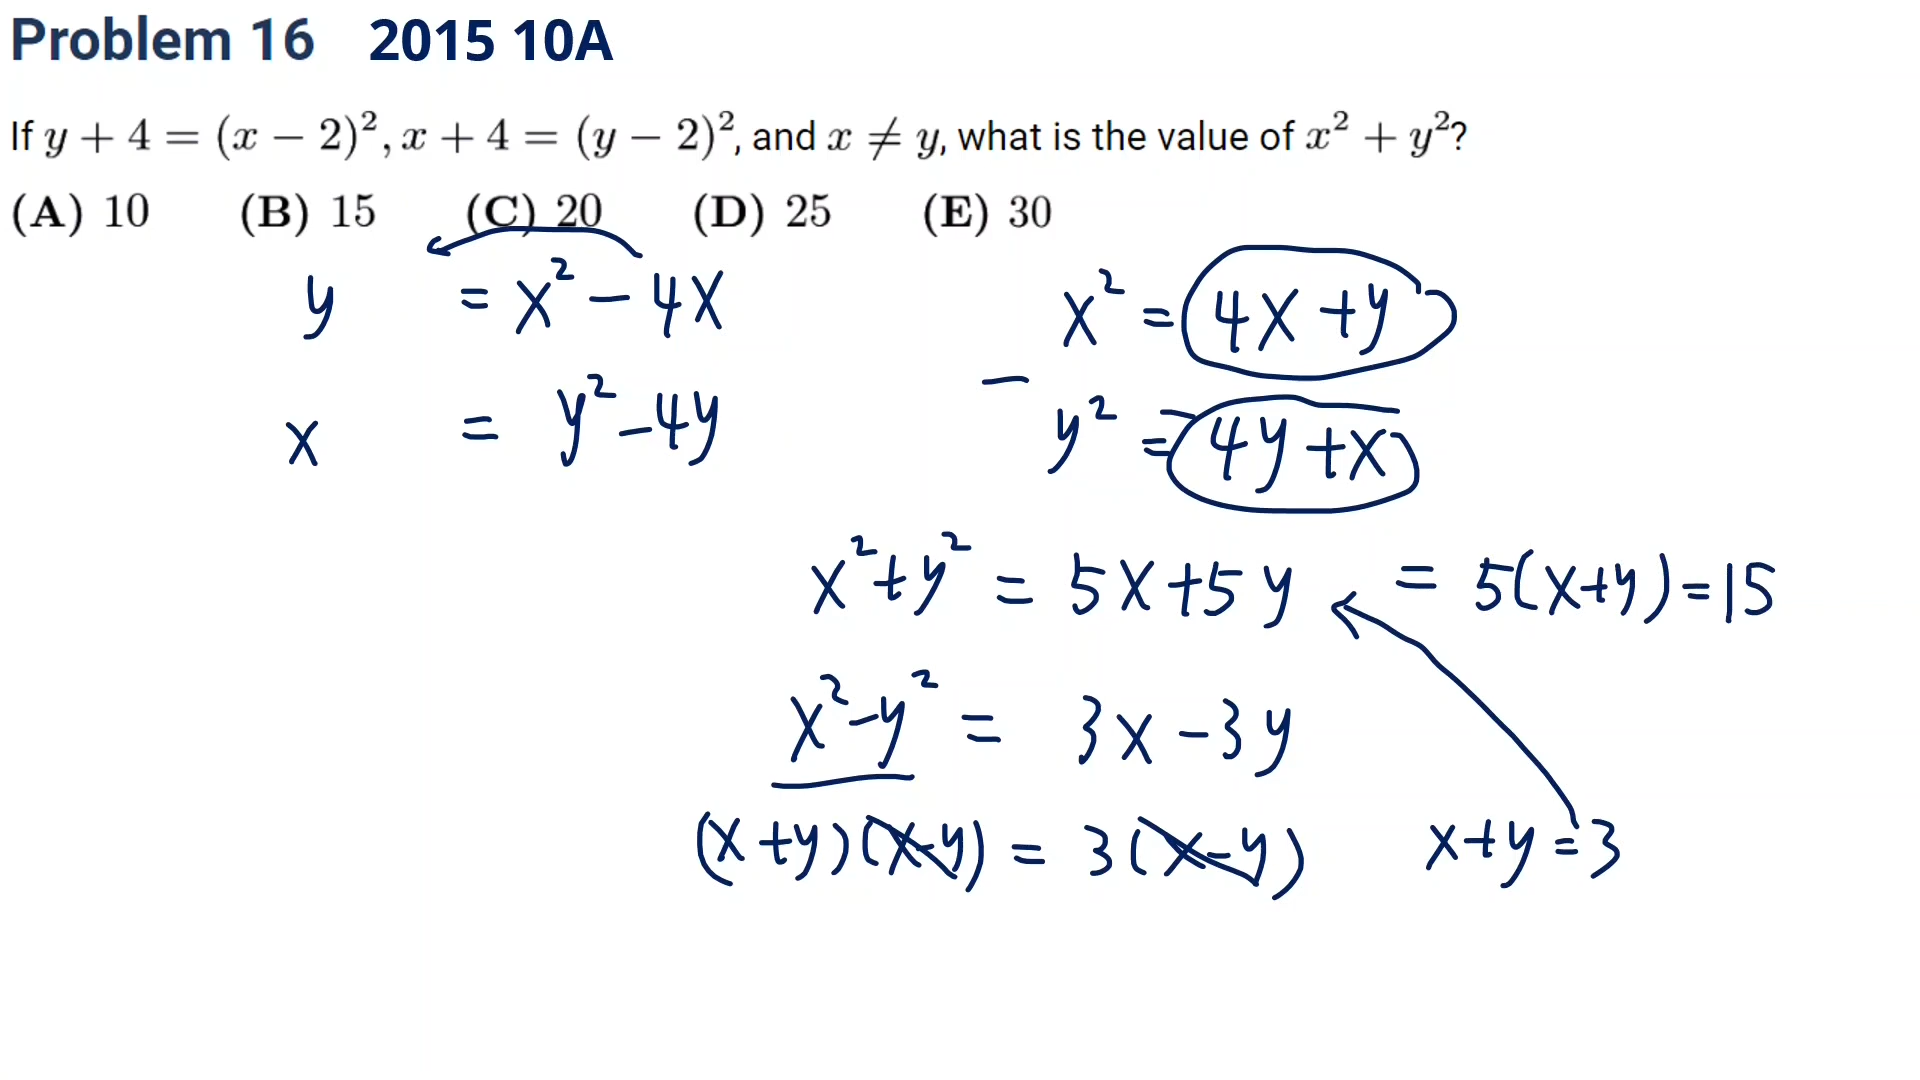 Problem 16 2015 10A
If y + 4 = (x − 2)², x + 4 = (y − 2)², and x ≠ y, what is the value of x² + y²?
(A) 10 (B) 15 (C) 20 (D) 25 (E) 30
y = x² − 4x
x = y² − 4y
x² = 4x + y
− y² = 4y + x
x² + y² = 5x + 5y = 5(x+y) = 15
x² − y² = 3x − 3y
(x + y)(x−y) = 3(x−y) x+y = 3